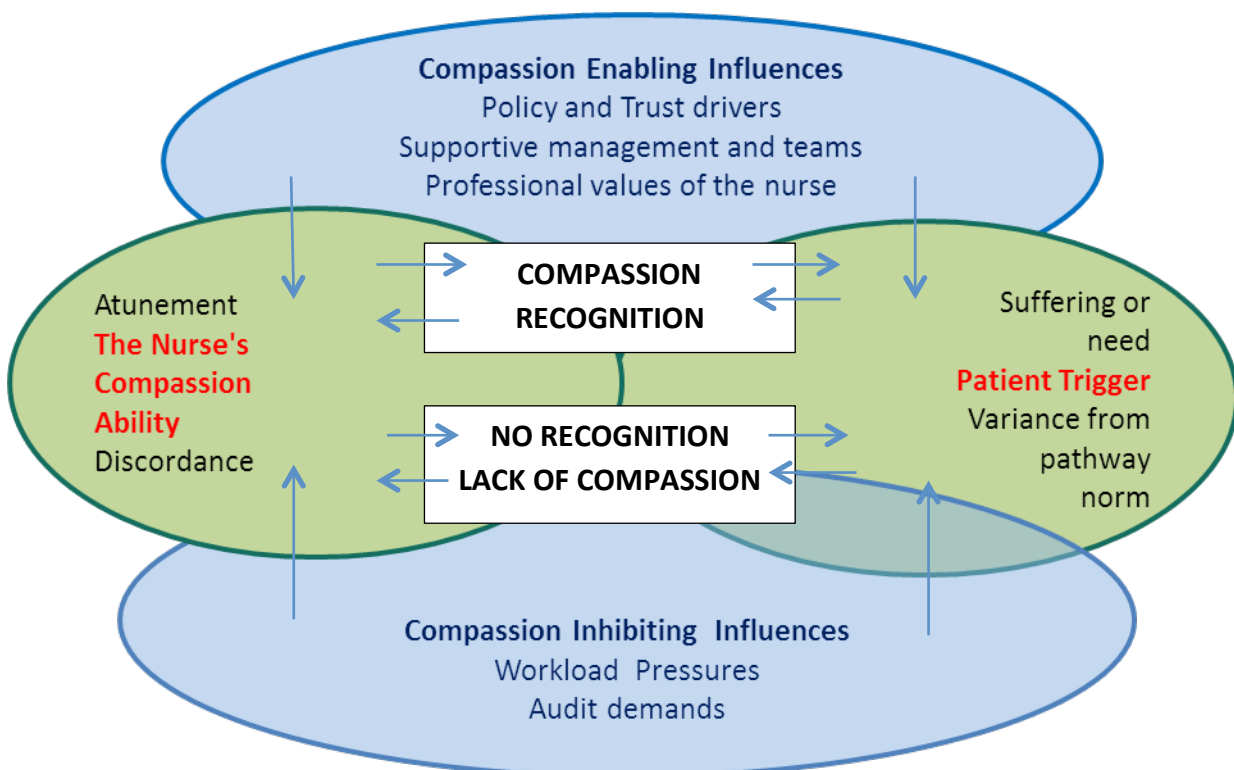 Compassion Enabling Influences
Policy and Trust drivers
Supportive management and teams
Professional values of the nurse
COMPASSION
RECOGNITION
Atunement
The Nurse's
Compassion
Ability
Discordance
Suffering or
need
Patient Trigger
Variance from
pathway
norm
NO RECOGNITION
LACK OF COMPASSION
Compassion Inhibiting Influences
Workload Pressures
Audit demands